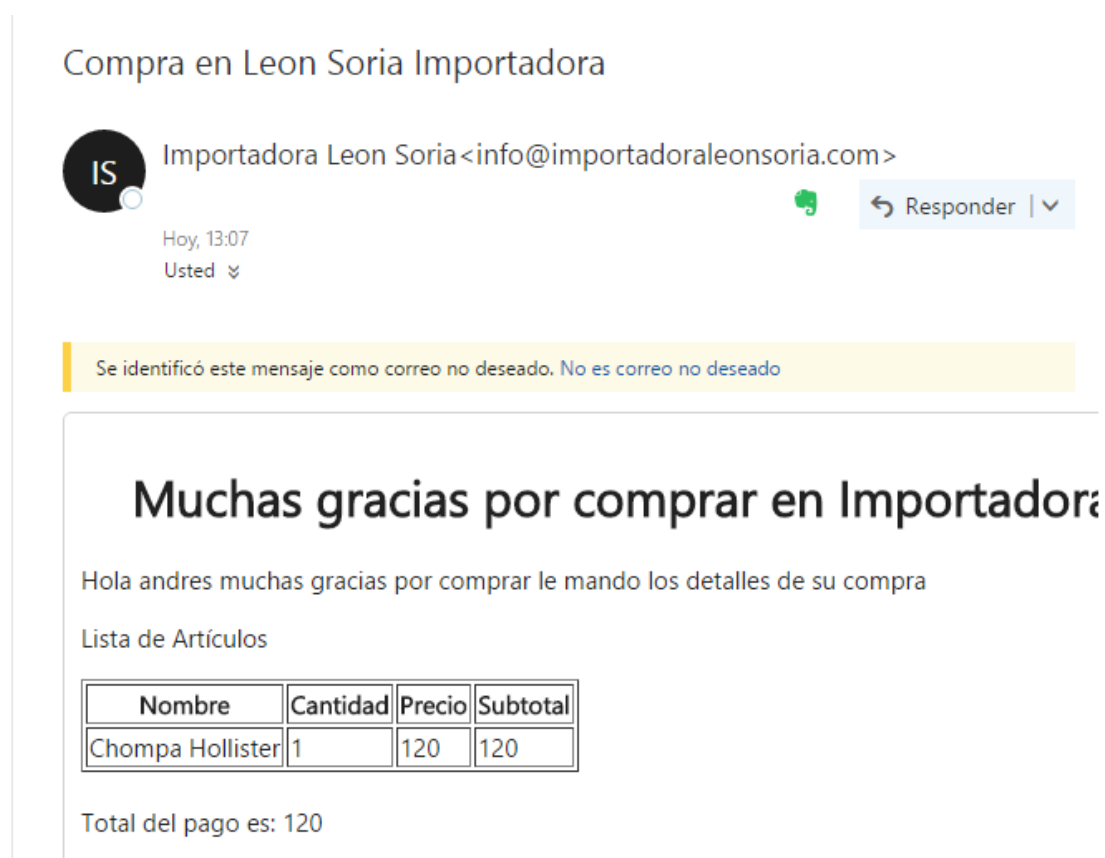 Compra en Leon Soria Importadora
IS
Importadora Leon Soria<info@importadoraleonsoria.com>
Responder
Hoy, 13:07
Usted
Se identificó este mensaje como correo no deseado. No es correo no deseado
Muchas gracias por comprar en Importadora
Hola andres muchas gracias por comprar le mando los detalles de su compra
Lista de Artículos
Nombre Cantidad Precio Subtotal
Chompa Hollister 1 120 120
Total del pago es: 120